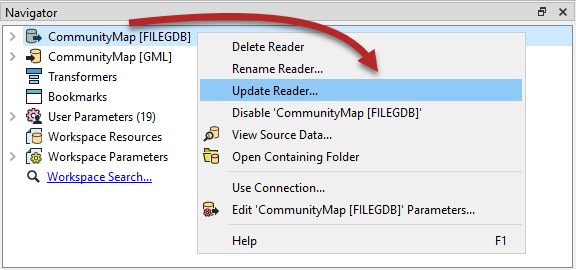 Navigator
CommunityMap [FILEGDB]
CommunityMap [GML]
Transformers
Bookmarks
User Parameters (19)
Workspace Resources
Workspace Parameters
Workspace Search...
Delete Reader
Rename Reader...
Update Reader...
Disable 'CommunityMap [FILEGDB]'
View Source Data...
Open Containing Folder
Use Connection...
Edit 'CommunityMap [FILEGDB]' Parameters...
Help F1